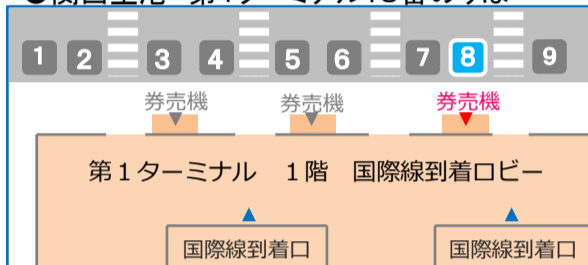 1 2 3 4 5 6 7 8 9
券売機 券売機 券売機
第1ターミナル 1階 国際線到着ロビー
国際線到着口 国際線到着口